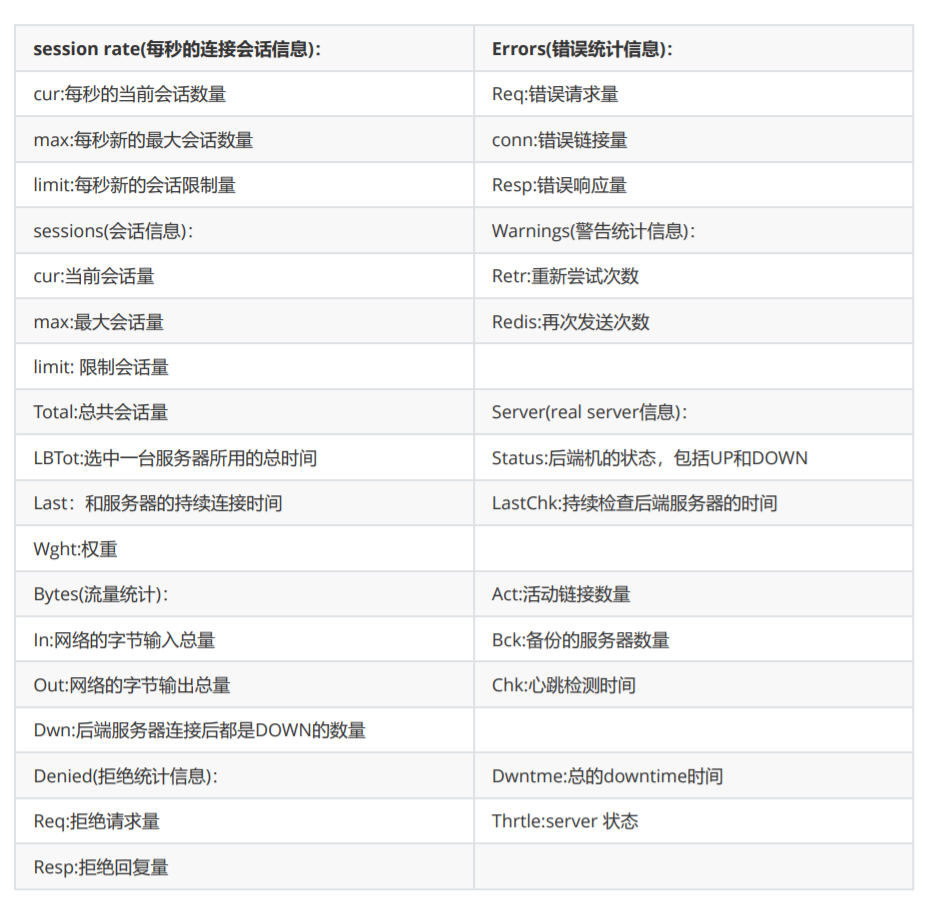 session rate(每秒的连接会话信息)：
Errors(错误统计信息)：
cur:每秒的当前会话数量
Req:错误请求量
max:每秒新的最大会话数量
conn:错误链接量
limit:每秒新的会话限制量
Resp:错误响应量
sessions(会话信息)：
Warnings(警告统计信息)：
cur:当前会话量
Retr:重新尝试次数
max:最大会话量
Redis:再次发送次数
limit: 限制会话量
Total:总共会话量
Server(real server信息)：
LBTot:选中一台服务器所用的总时间
Status:后端机的状态，包括UP和DOWN
Last：和服务器的持续连接时间
LastChk:持续检查后端服务器的时间
Wght:权重
Bytes(流量统计)：
Act:活动链接数量
In:网络的字节输入总量
Bck:备份的服务器数量
Out:网络的字节输出总量
Chk:心跳检测时间
Dwn:后端服务器连接后都是DOWN的数量
Denied(拒绝统计信息)：
Dwntme:总的downtime时间
Req:拒绝请求量
Thrtle:server 状态
Resp:拒绝回复量